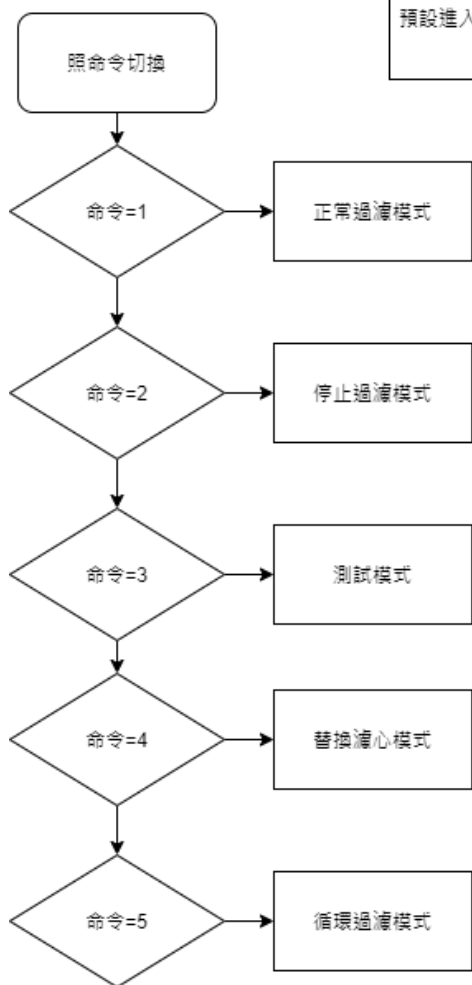 預設進入
照命令切換
命令=1
正常過濾模式
命令=2
停止過濾模式
命令=3
測試模式
命令=4
替換濾心模式
命令=5
循環過濾模式